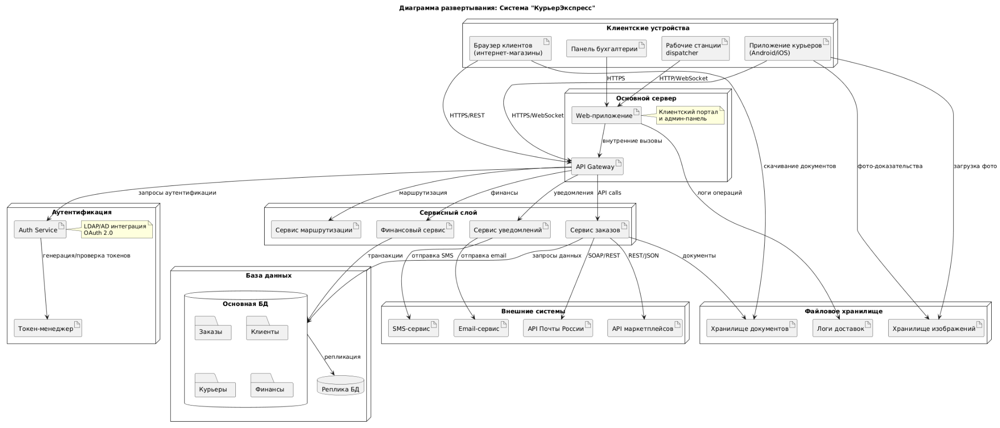 Диаграмма развертывания: Система "КурьерЭкспресс"
Клиентские устройства
Браузер клиентов
(интернет-магазины)
Панель бухгалтерии
Рабочие станции
dispatcher
Приложение курьеров
(Android/iOS)
HTTPS
HTTP/WebSocket
Основной сервер
Web-приложение
Клиентский портал
и админ-панель
HTTPS/REST
HTTPS/WebSocket
внутренние вызовы
API Gateway
скачивание документов
фото-доказательства
загрузка фото
запросы аутентификации
маршрутизация
финансы
уведомления
API calls
логи операций
Аутентификация
Auth Service
LDAP/AD интеграция
OAuth 2.0
Сервисный слой
Сервис маршрутизации
Финансовый сервис
Сервис уведомлений
Сервис заказов
генерация/проверка токенов
транзакции
отправка SMS
отправка email
запросы данных
SOAP/REST
REST/JSON
документы
Токен-менеджер
База данных
Основная БД
Заказы
Клиенты
Курьеры
Финансы
репликация
Реплика БД
Внешние системы
SMS-сервис
Email-сервис
API Почты России
API маркетплейсов
Файловое хранилище
Хранилище документов
Логи доставок
Хранилище изображений